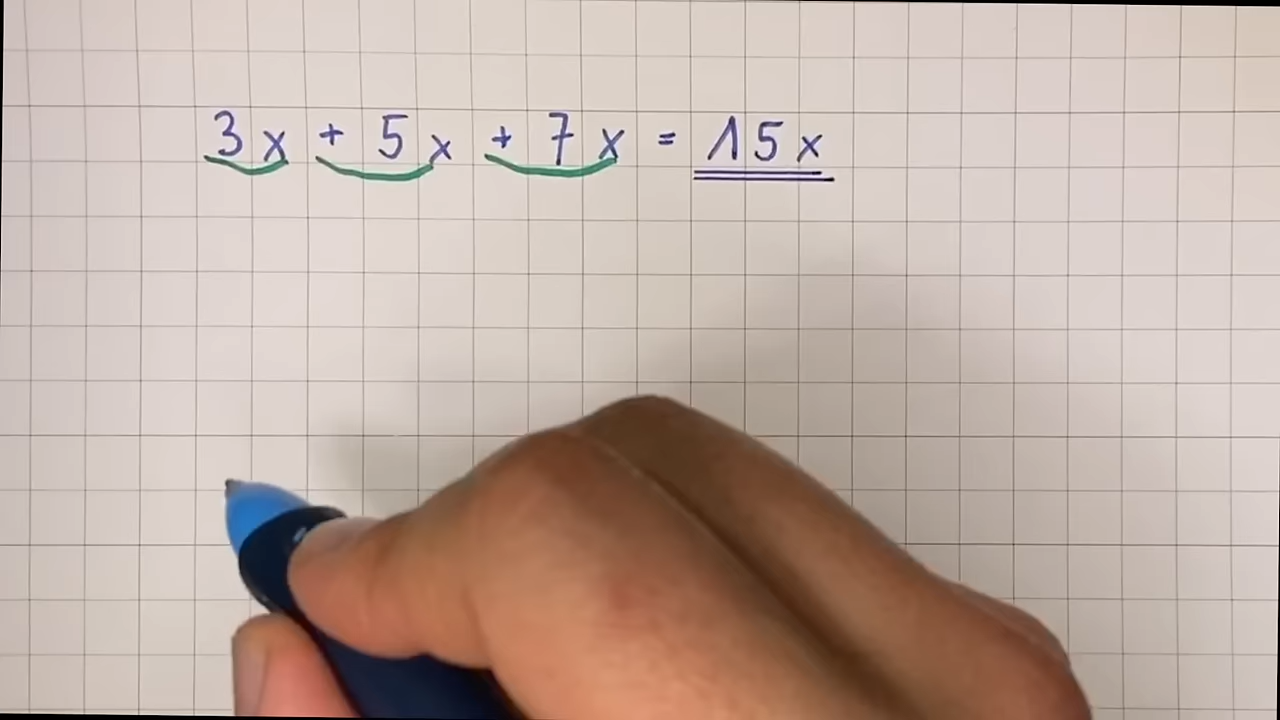 3x + 5x + 7x = 15x